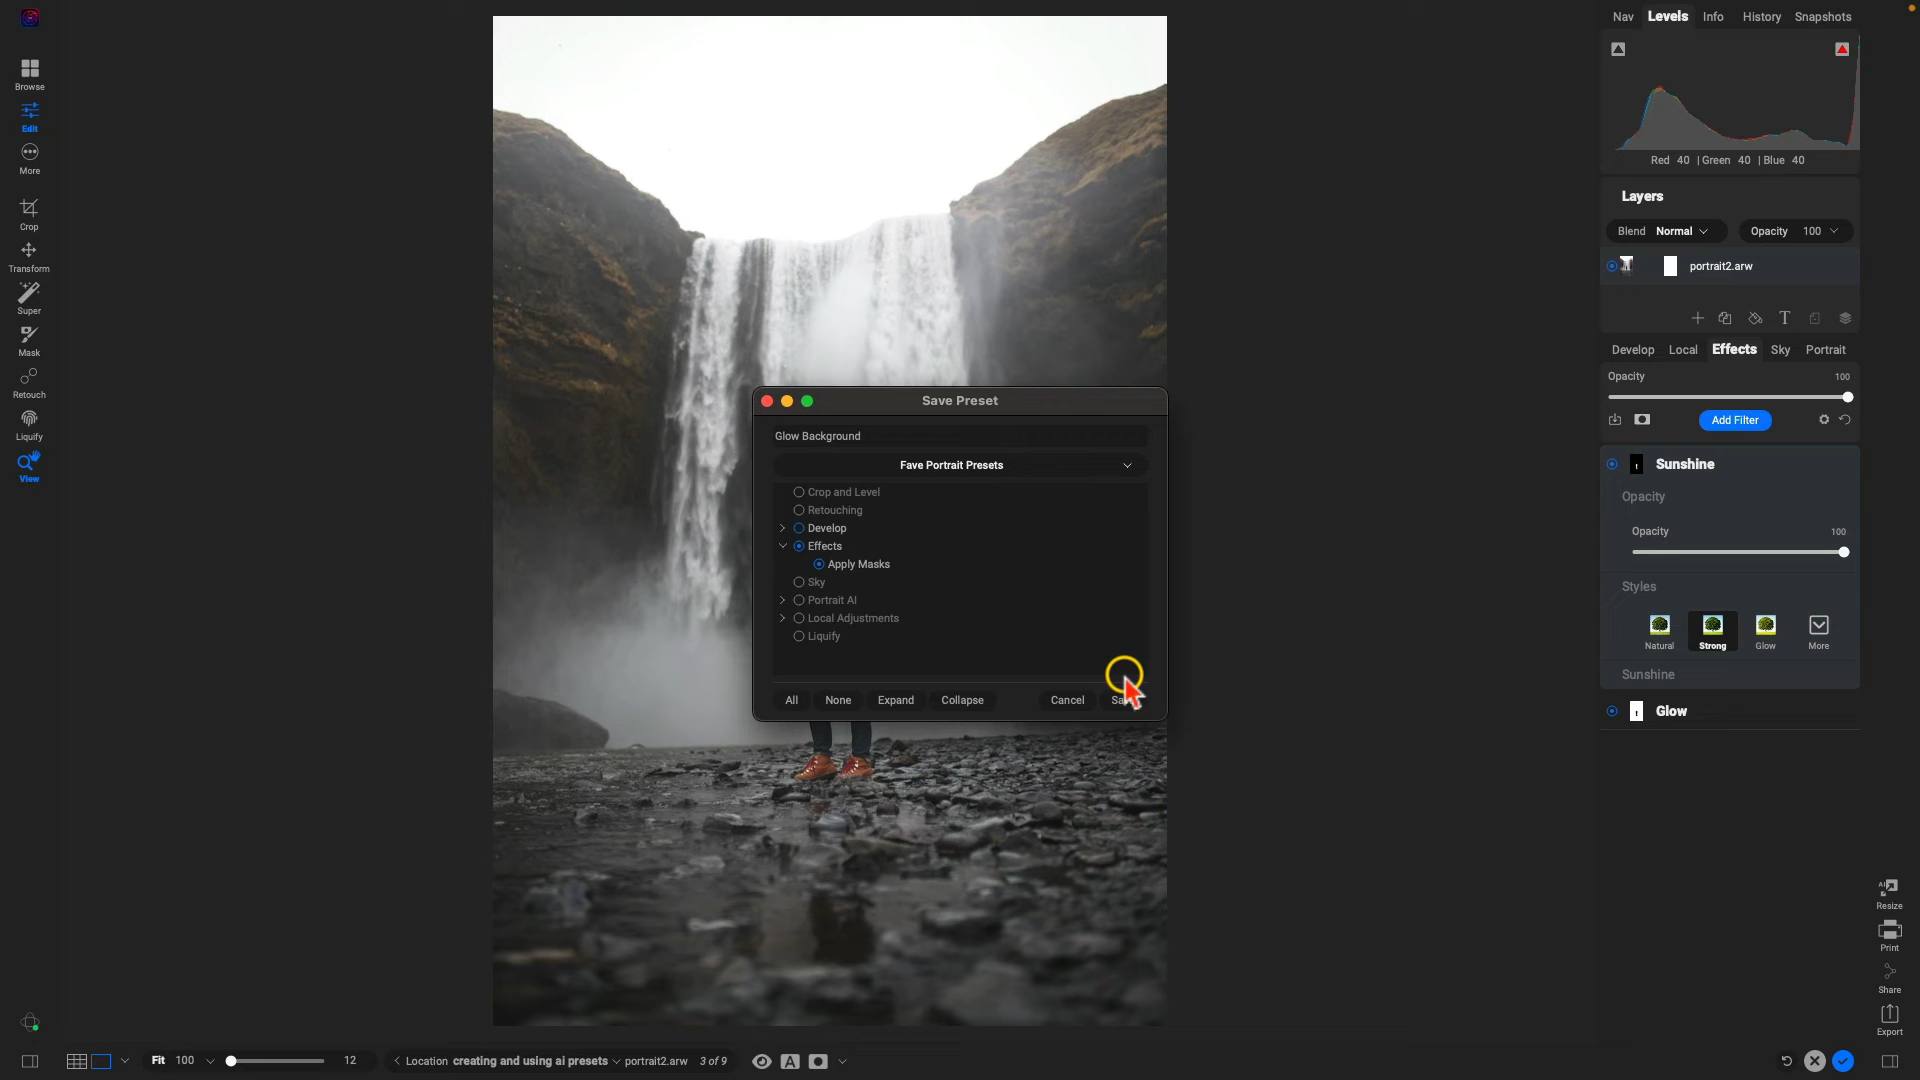 Browse
Edit
More
Crop
Transform
Super
Mask
Retouch
Liquify
View
Nav Levels Info History Snapshots
Red 40 | Green 40 | Blue 40
Layers
Blend Normal Opacity 100
portrait2.arw
T
Develop Local Effects Sky Portrait
Opacity 100
Add Filter
Sunshine
Opacity
Opacity 100
Styles
Natural Strong Glow More
Sunshine
Glow
Save Preset
Glow Background
Fave Portrait Presets
Crop and Level
Retouching
Develop
Effects
Apply Masks
Sky
Portrait AI
Local Adjustments
Liquify
All None Expand Collapse Cancel
AI
Resize
Print
Share
Export
Fit 100 12 Location creating and using ai presets portrait2.arw 3 of 9 A